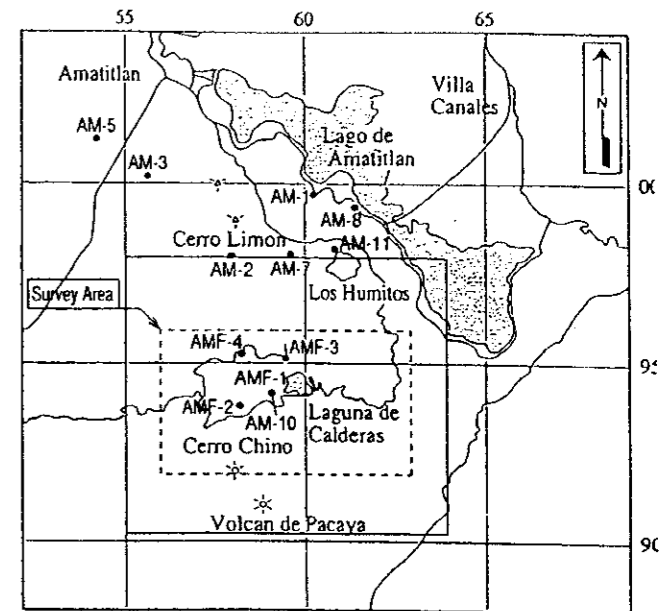 55 60 65
Amatitlan
Villa
Canales
N
AM-5
Lago de
Amatitlan
AM-3
00
AM-1
AM-8
Cerro Limon
AM-11
AM-2 AM-7
Survey Area
Los Humitos
AMF-4 AMF-3
95
AMF-1
AMF-2
Laguna de
Calderas
AM-10
Cerro Chino
Volcan de Pacaya
90